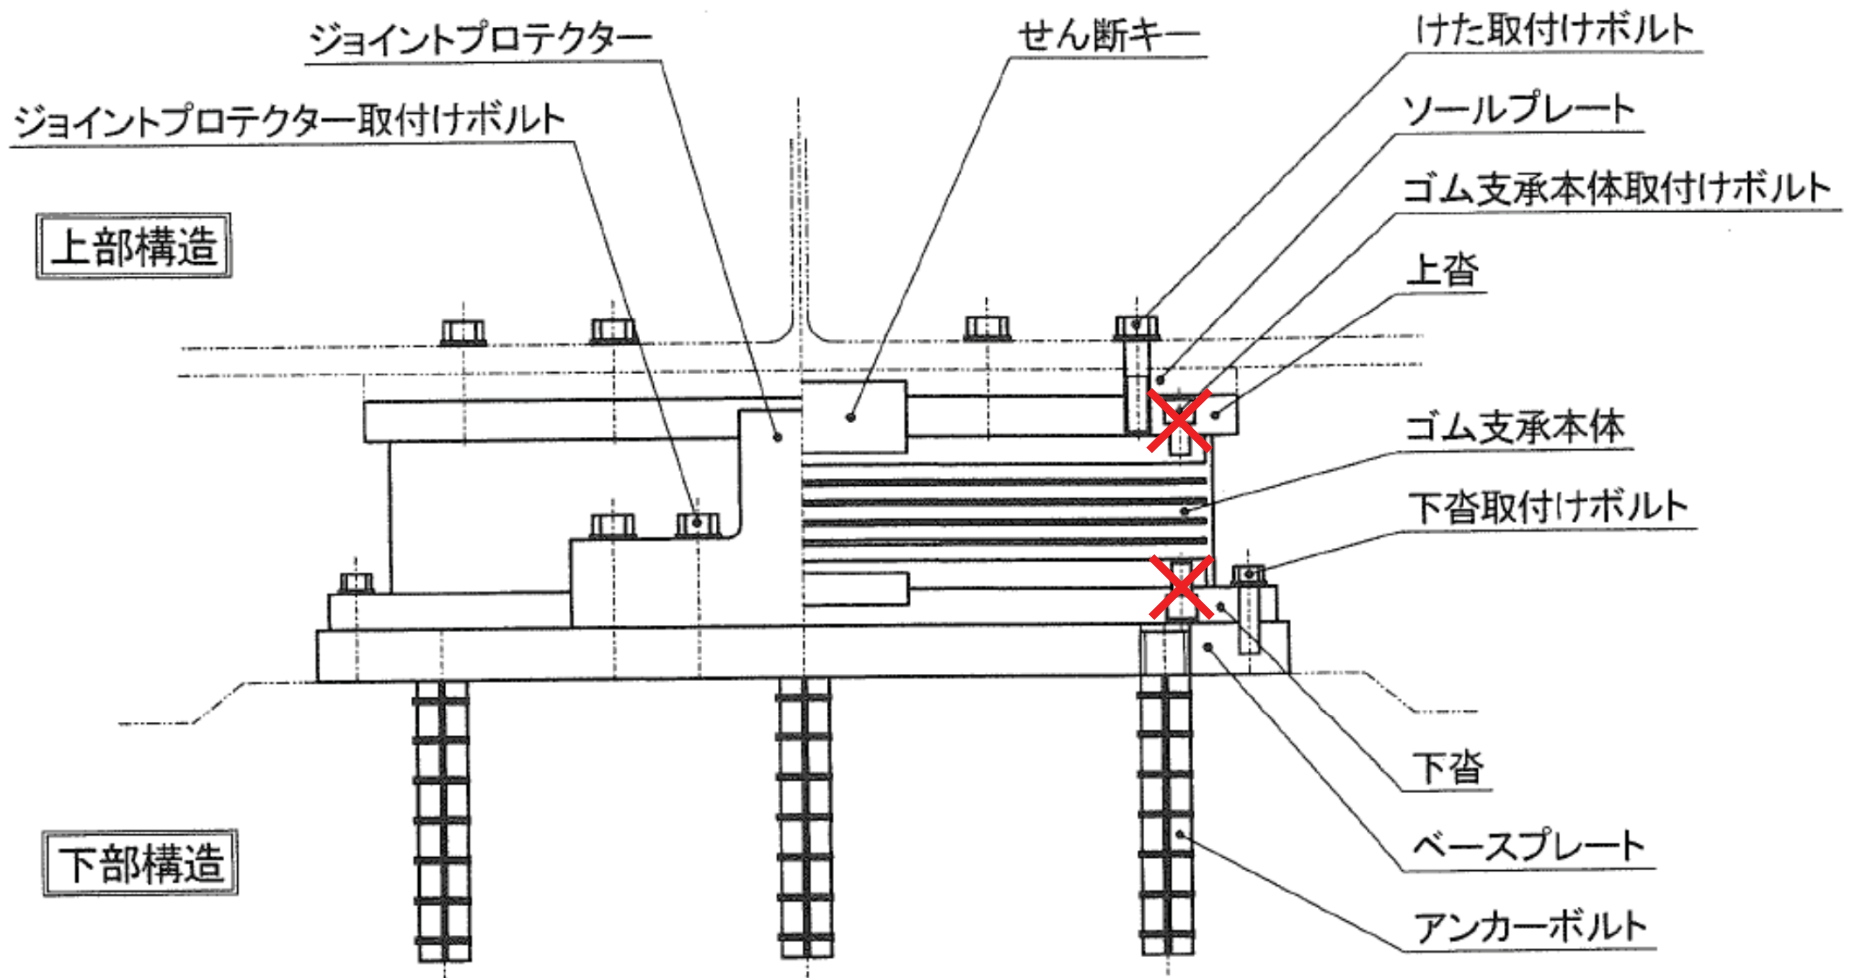 ジョイントプロテクター
せん断キー
けた取付けボルト
ジョイントプロテクター取付けボルト
ソールプレート
ゴム支承本体取付けボルト
上部構造
上沓
ゴム支承本体
下沓取付けボルト
下沓
下部構造
ベースプレート
アンカーボルト